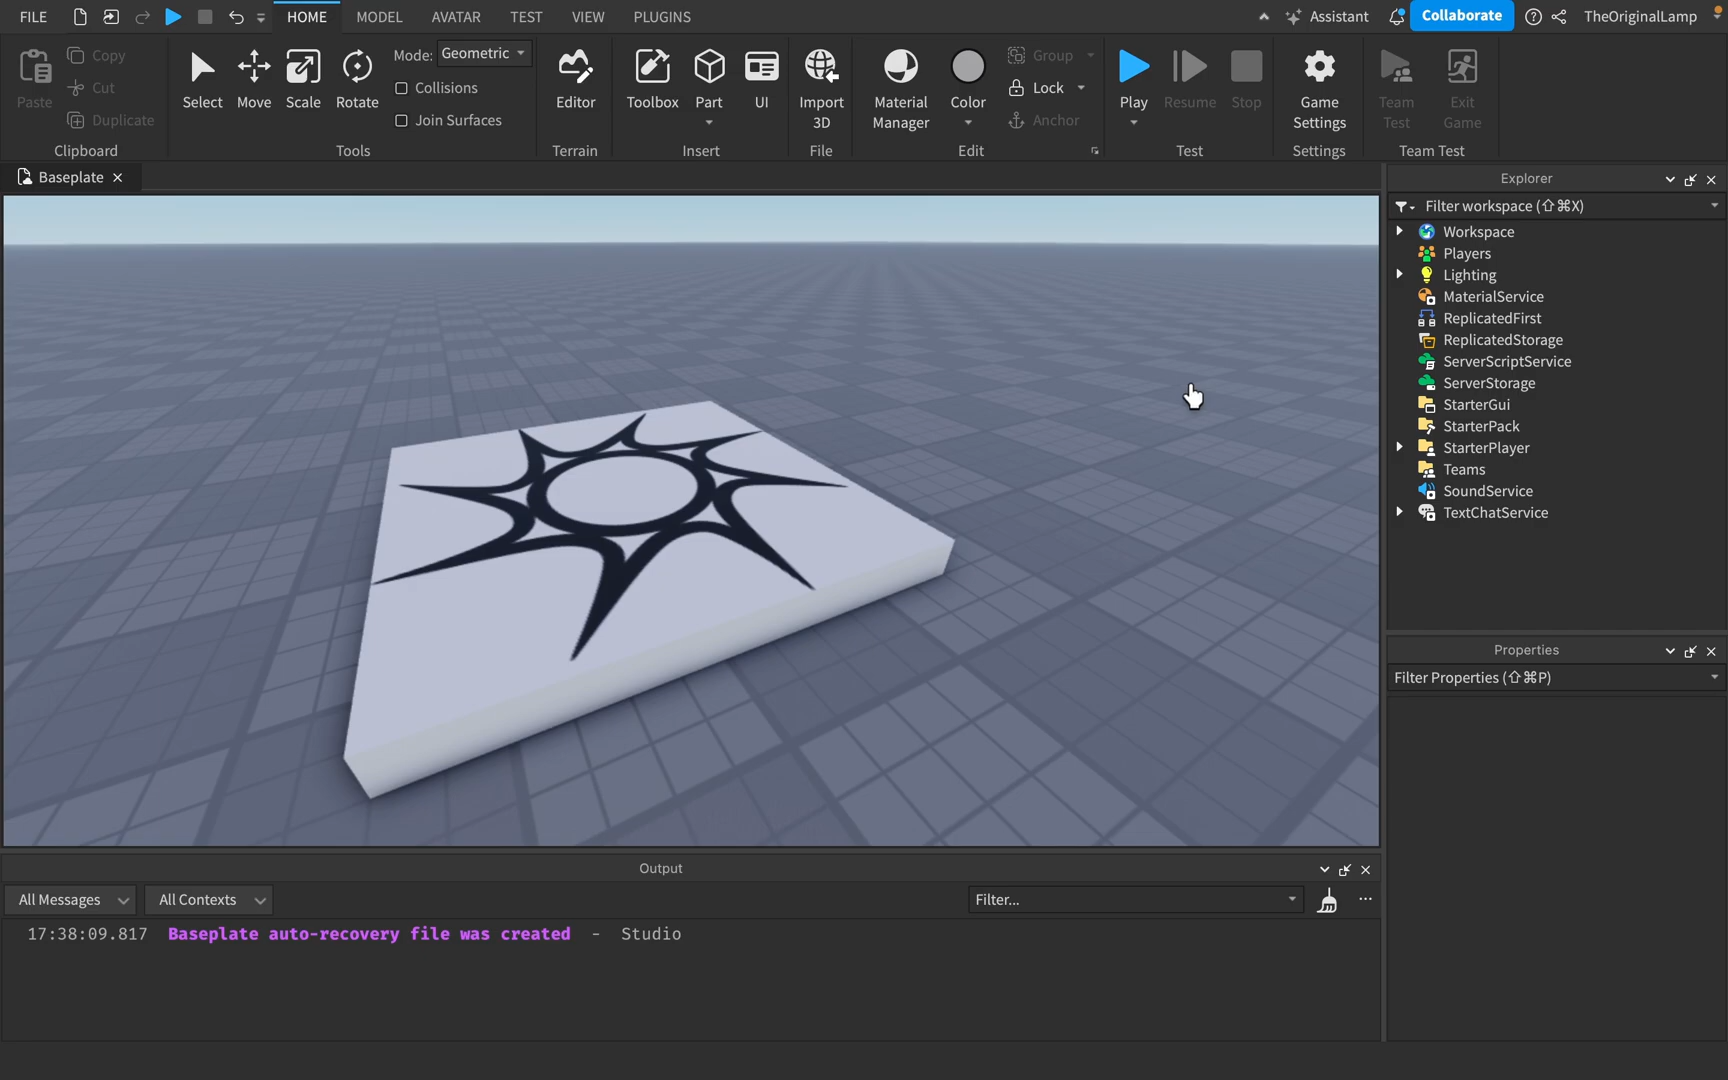 FILE HOME MODEL AVATAR TEST VIEW PLUGINS Assistant Collaborate TheOriginalLamp
Paste
Copy
Cut
Duplicate
Clipboard
Select Move Scale Rotate
Mode: Geometric
Collisions
Join Surfaces
Tools
Editor
Terrain
Toolbox Part UI
Insert
Import
3D
File
Material
Manager
Color
Group
Lock
Anchor
Edit
Play Resume Stop
Test
Game
Settings
Settings
Team
Test
Exit
Game
Team Test
Baseplate
Explorer
Filter workspace (⇧⌘X)
Workspace
Players
Lighting
MaterialService
ReplicatedFirst
ReplicatedStorage
ServerScriptService
ServerStorage
StarterGui
StarterPack
StarterPlayer
Teams
SoundService
TextChatService
Properties
Filter Properties (⇧⌘P)
Output
All Messages All Contexts Filter...
17:38:09.817 Baseplate auto-recovery file was created - Studio